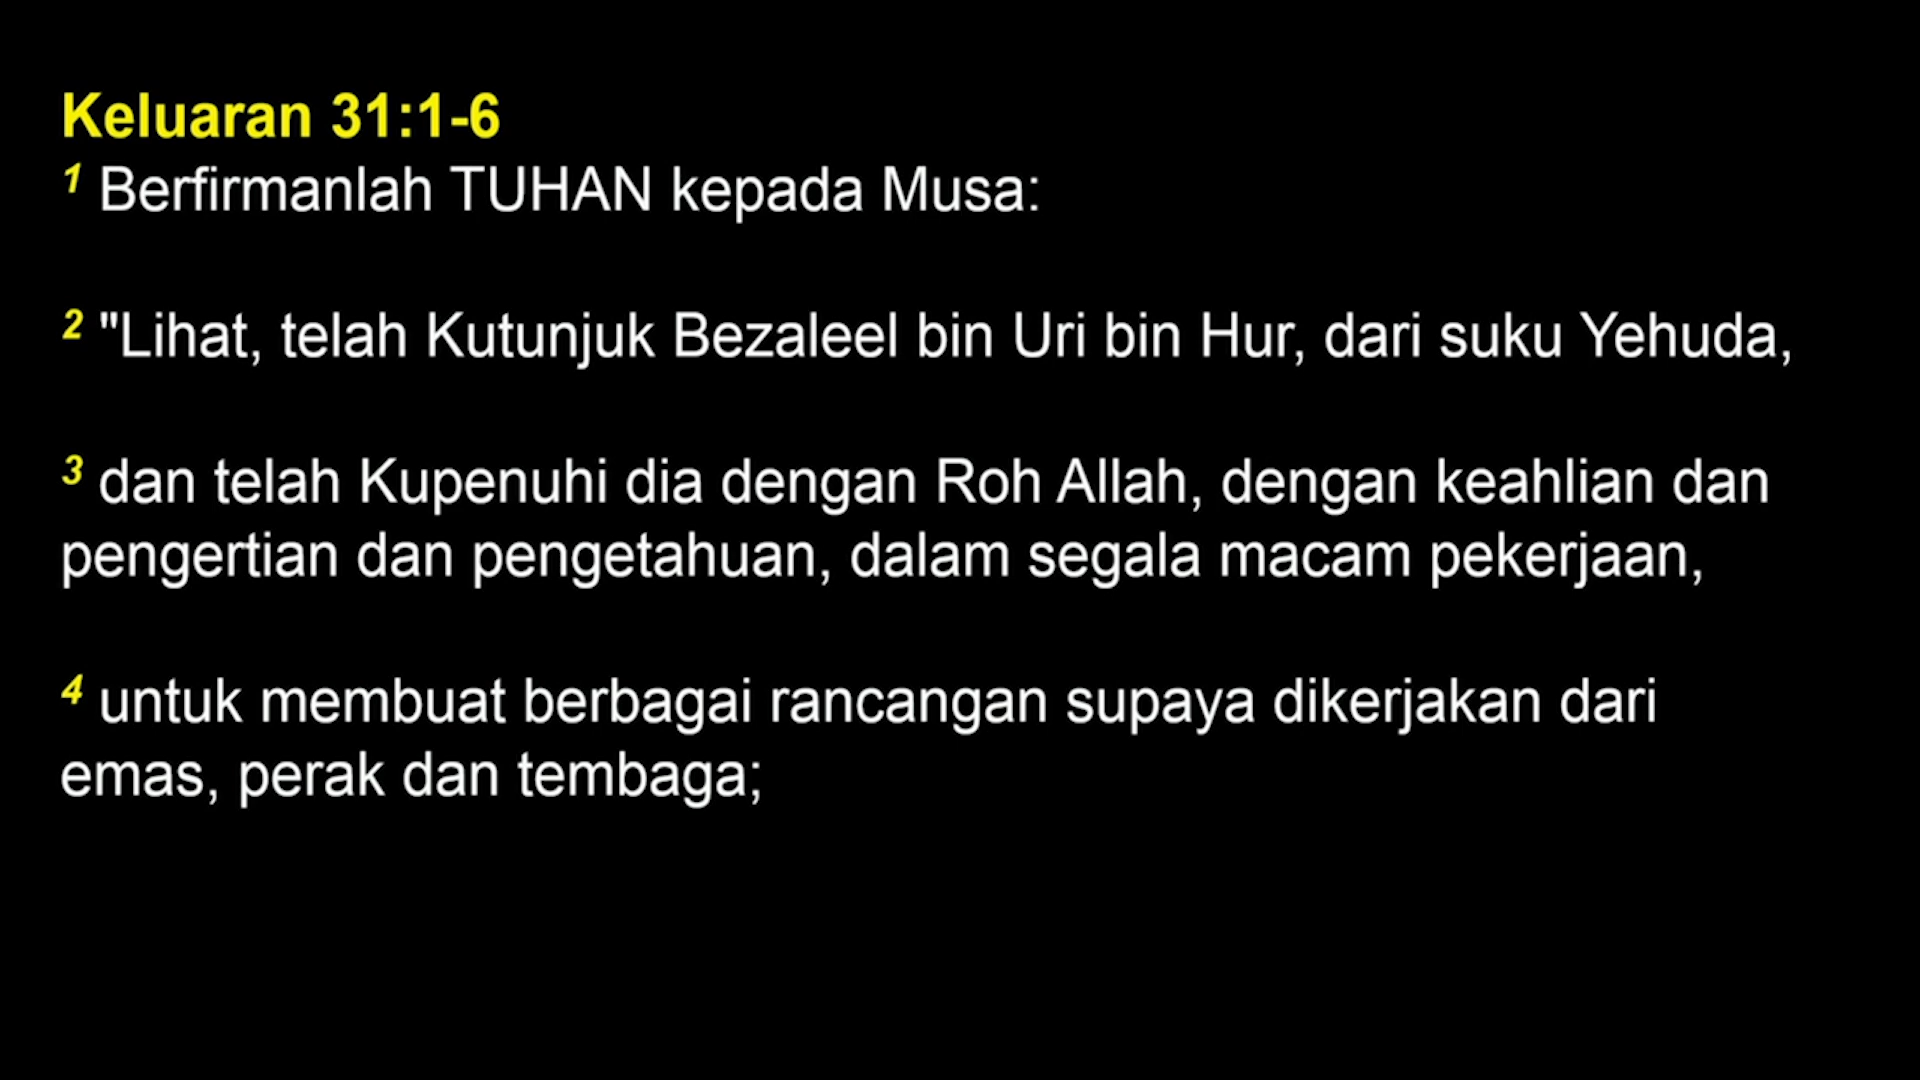 Keluaran 31:1-6
1 Berfirmanlah TUHAN kepada Musa:
2 "Lihat, telah Kutunjuk Bezaleel bin Uri bin Hur, dari suku Yehuda,
3 dan telah Kupenuhi dia dengan Roh Allah, dengan keahlian dan
pengertian dan pengetahuan, dalam segala macam pekerjaan,
4 untuk membuat berbagai rancangan supaya dikerjakan dari
emas, perak dan tembaga;